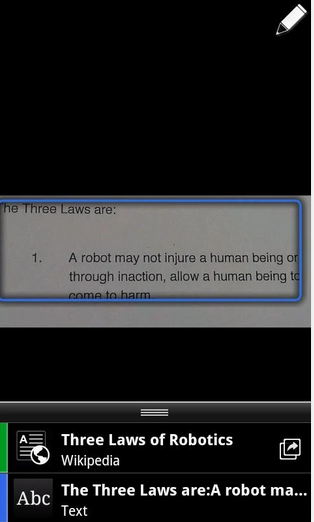 he Three Laws are:
1. A robot may not injure a human being or
through inaction, allow a human being to
come to harm
Three Laws of Robotics
Wikipedia
Abc
The Three Laws are:A robot ma...
Text